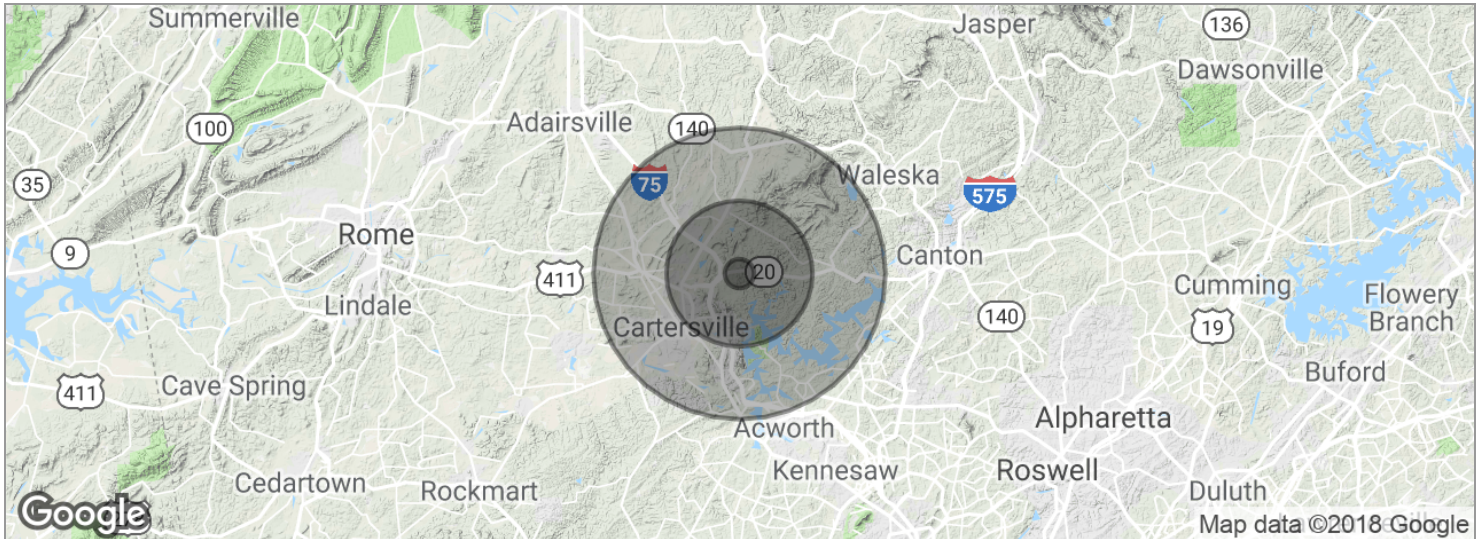 Summerville
Jasper
136
Dawsonville
Adairsville
100
140
35
75
Waleska
575
Rome
9
Canton
411
20
Cumming
Lindale
Flowery
Branch
140
19
Cartersville
Buford
411
Cave Spring
Alpharetta
Acworth
Kennesaw
Roswell
Cedartown
Rockmart
Duluth
Google
Map data ©2018 Google